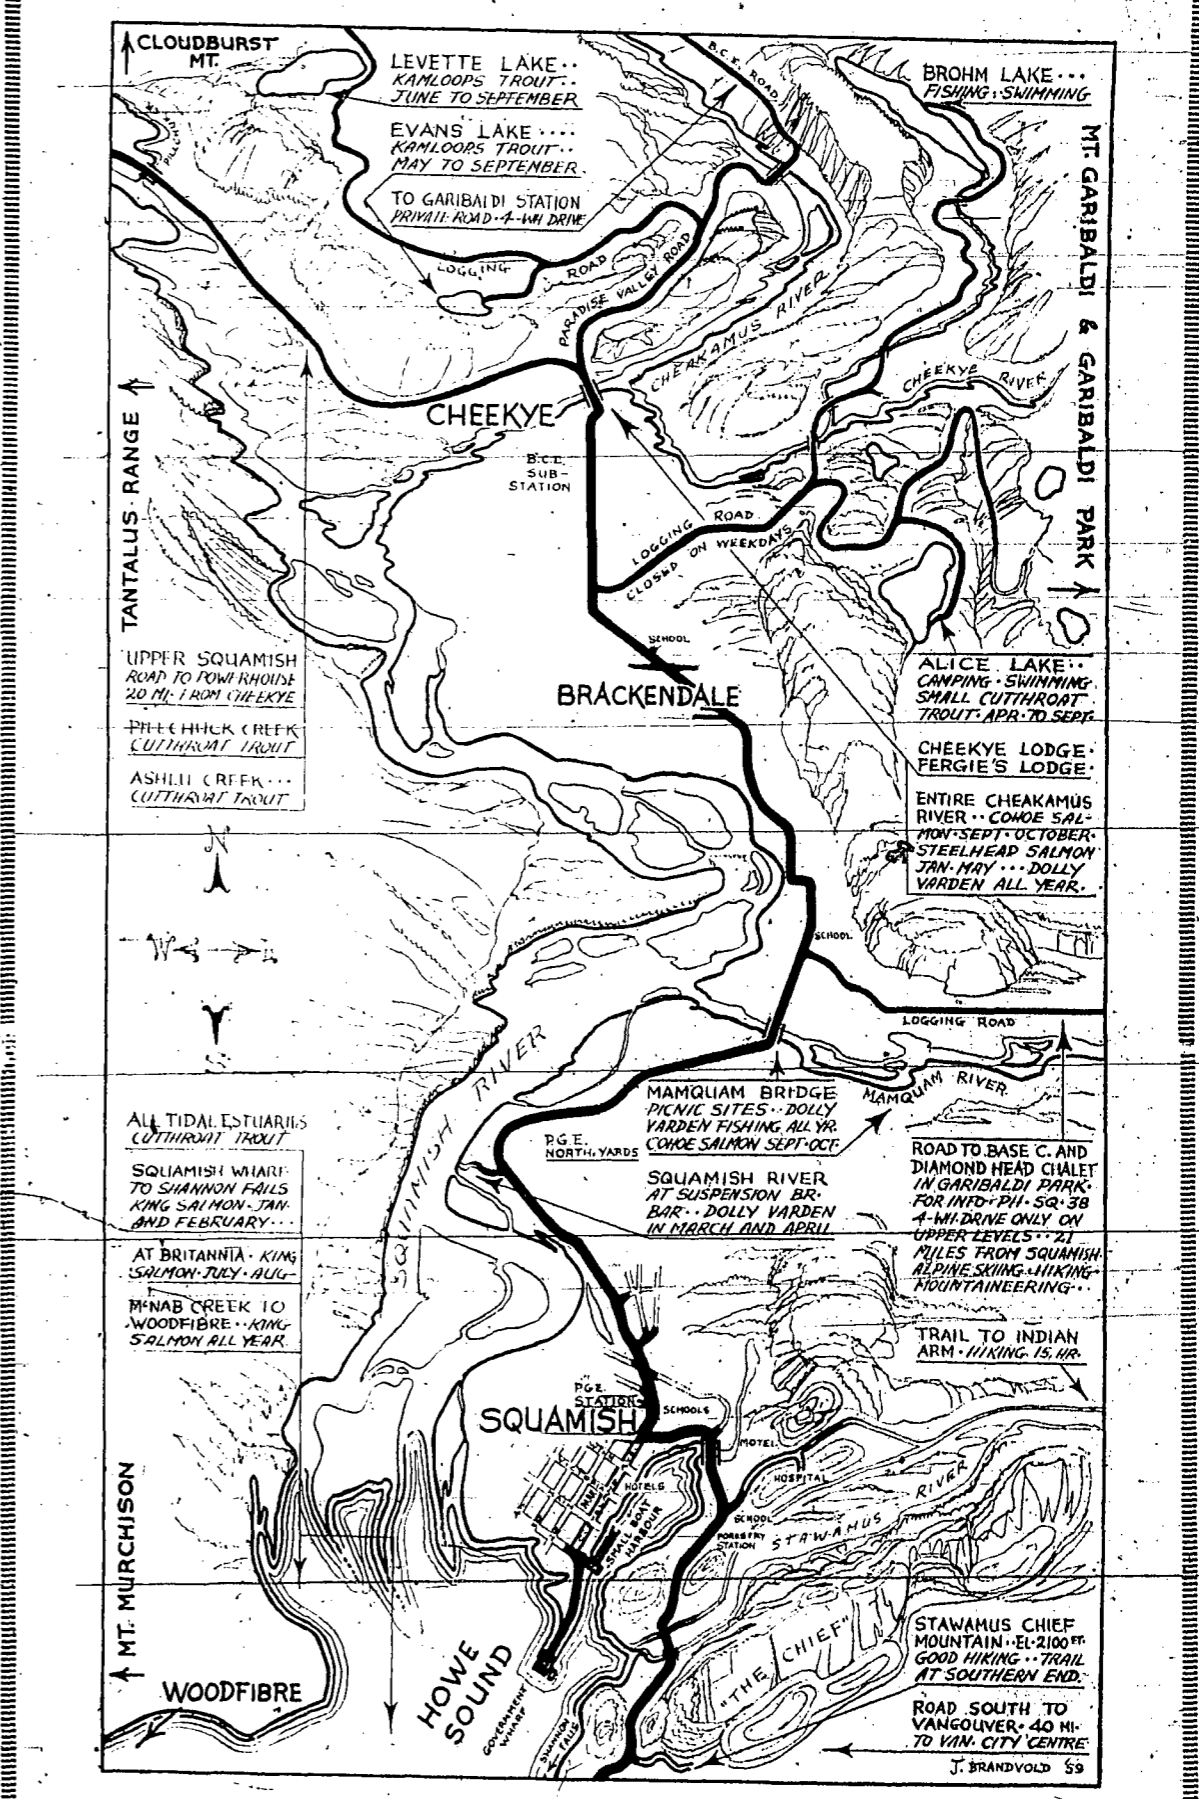 CLOUDBURST
MT.
LEVETTE LAKE··
KAMLOOPS TROUT··
JUNE TO SEPTEMBER
EVANS LAKE····
KAMLOOPS TROUT··
MAY TO SEPTEMBER
TO GARIBALDI STATION
PRIVATE ROAD·4-WH DRIVE
B.C.E. ROAD
BROHM LAKE···
FISHING: SWIMMING
MT. GARIBALDI & GARIBALDI PARK
LOGGING ROAD
PARADISE VALLEY ROAD
CHEAKAMUS RIVER
CHEEKYE RIVER
TANTALUS RANGE
CHEEKYE
B.C.E.
SUB-
STATION
LOGGING ROAD
CLOSED ON WEEKDAYS
SCHOOL
BRACKENDALE
UPPER SQUAMISH
ROAD TO POWERHOUSE
20 MI. FROM CHEEKYE
PILLCHUCK CREEK
CUTTHROAT TROUT
ASHLU CREEK···
CUTTHROAT TROUT
ALICE LAKE··
CAMPING·SWIMMING
SMALL CUTTHROAT
TROUT·APR·TO SEPT·
CHEEKYE LODGE·
FERGIE'S LODGE·
ENTIRE CHEAKAMUS
RIVER··COHOE SAL-
MON·SEPT·OCTOBER·
STEELHEAD SALMON
JAN·MAY···DOLLY
VARDEN ALL YEAR.
N
W E
S
SCHOOL
LOGGING ROAD
SQUAMISH RIVER
MAMQUAM RIVER
MAMQUAM BRIDGE
PICNIC SITES··DOLLY
VARDEN FISHING ALL YR.
COHOE SALMON SEPT·OCT·
P.G.E.
NORTH YARDS
SQUAMISH RIVER
AT SUSPENSION BR·
BAR··DOLLY VARDEN
IN MARCH AND APRIL
ALL TIDAL ESTUARIES
CUTTHROAT TROUT
SQUAMISH WHARF
TO SHANNON FALLS
KING SALMON·JAN·
AND FEBRUARY···
AT BRITANNIA·KING
SALMON·JULY·AUG·
McNAB CREEK TO
WOODFIBRE··KING
SALMON ALL YEAR
ROAD TO BASE C. AND
DIAMOND HEAD CHALET
IN GARIBALDI PARK·
FOR INFO·PH·SQ·38
4-WH.DRIVE ONLY ON
UPPER LEVELS··21
MILES FROM SQUAMISH·
ALPINE SKIING·HIKING·
MOUNTAINEERING··
TRAIL TO INDIAN
ARM·HIKING 15 HR.
SQUAMISH RIVER
P.G.E.
STATION
SQUAMISH
SCHOOLS
MOTEL
HOSPITAL
HOTELS
SMALL BOAT
HARBOUR
SCHOOL
FORESTRY
STATION
STAWAMUS RIVER
MT. MURCHISON
WOODFIBRE
HOWE
SOUND
GOVERNMENT
WHARF
SHANNON
FALLS
"THE CHIEF"
STAWAMUS CHIEF
MOUNTAIN··EL·2100 FT.
GOOD HIKING··TRAIL
AT SOUTHERN END.
ROAD SOUTH TO
VANCOUVER·40 MI·
TO VAN. CITY CENTRE
J. BRANDVOLD '59